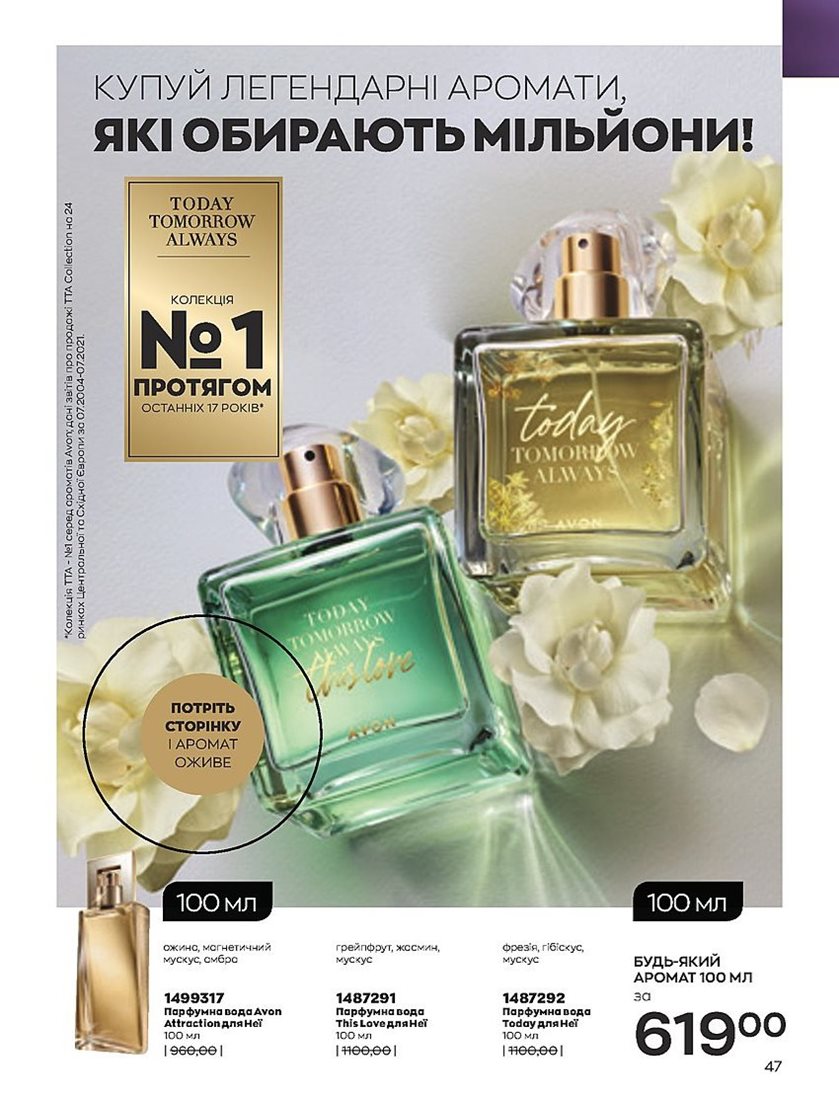 КУПУЙ ЛЕГЕНДАРНІ АРОМАТИ,
ЯКІ ОБИРАЮТЬ МІЛЬЙОНИ!
TODAY
TOMORROW
ALWAYS
КОЛЕКЦІЯ
№1
ПРОТЯГОМ
ОСТАННІХ 17 РОКІВ*
*Колекція ТТА – №1 серед ароматів Avon; дані звітів про продажі TTA Collection на 24
ринках Центральної та Східної Європи за 07.2004-07.2021.
today
TOMORROW
ALWAYS
AVON
TODAY
TOMORROW
ALWAYS
this love
AVON
ПОТРІТЬ
СТОРІНКУ
І АРОМАТ
ОЖИВЕ
100 МЛ
ожина, магнетичний
мускус, амбра
1499317
Парфумна вода Avon
Attraction для Неї
100 мл
| 960,00 |
грейпфрут, жасмин,
мускус
1487291
Парфумна вода
This Love для Неї
100 мл
| 1100,00 |
фрезія, гібіскус,
мускус
1487292
Парфумна вода
Today для Неї
100 мл
| 1100,00 |
100 МЛ
БУДЬ-ЯКИЙ
АРОМАТ 100 МЛ
за
61900
47